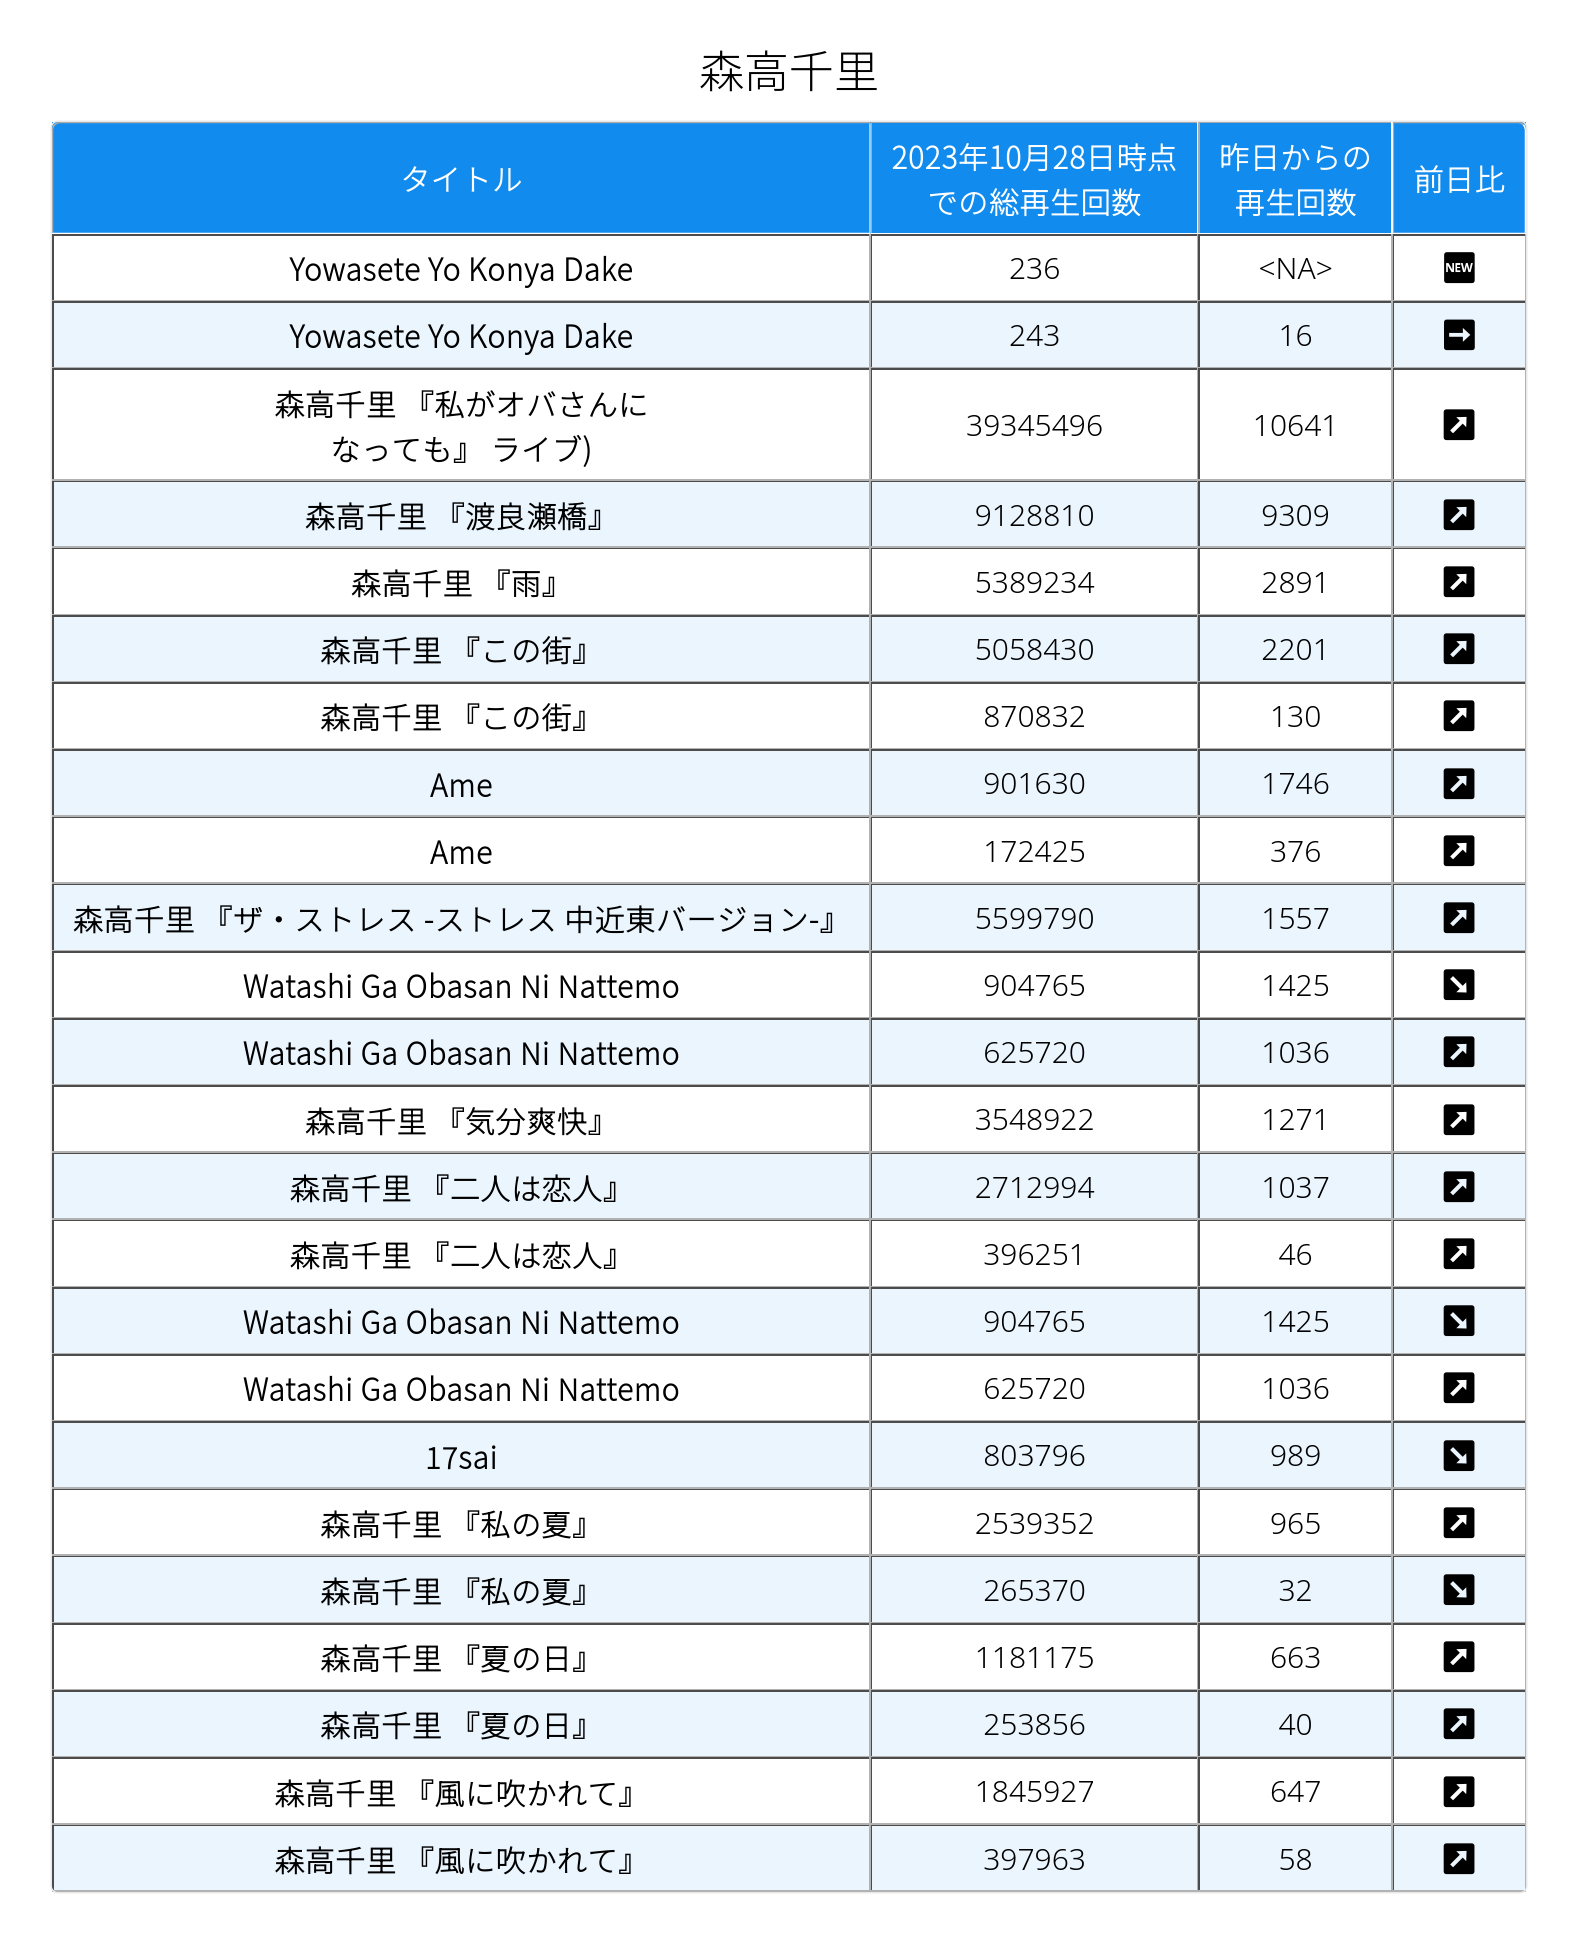 森高千里
タイトル
2023年10月28日時点
での総再生回数
昨日からの
再生回数
前日比
Yowasete Yo Konya Dake 236 <NA> NEW
Yowasete Yo Konya Dake 243 16 →
森高千里 『私がオバさんに
なっても』 ライブ) 39345496 10641 ↗
森高千里 『渡良瀬橋』 9128810 9309 ↗
森高千里 『雨』 5389234 2891 ↗
森高千里 『この街』 5058430 2201 ↗
森高千里 『この街』 870832 130 ↗
Ame 901630 1746 ↗
Ame 172425 376 ↗
森高千里 『ザ・ストレス -ストレス 中近東バージョン-』 5599790 1557 ↗
Watashi Ga Obasan Ni Nattemo 904765 1425 ↘
Watashi Ga Obasan Ni Nattemo 625720 1036 ↗
森高千里 『気分爽快』 3548922 1271 ↗
森高千里 『二人は恋人』 2712994 1037 ↗
森高千里 『二人は恋人』 396251 46 ↗
Watashi Ga Obasan Ni Nattemo 904765 1425 ↘
Watashi Ga Obasan Ni Nattemo 625720 1036 ↗
17sai 803796 989 ↘
森高千里 『私の夏』 2539352 965 ↗
森高千里 『私の夏』 265370 32 ↘
森高千里 『夏の日』 1181175 663 ↗
森高千里 『夏の日』 253856 40 ↗
森高千里 『風に吹かれて』 1845927 647 ↗
森高千里 『風に吹かれて』 397963 58 ↗